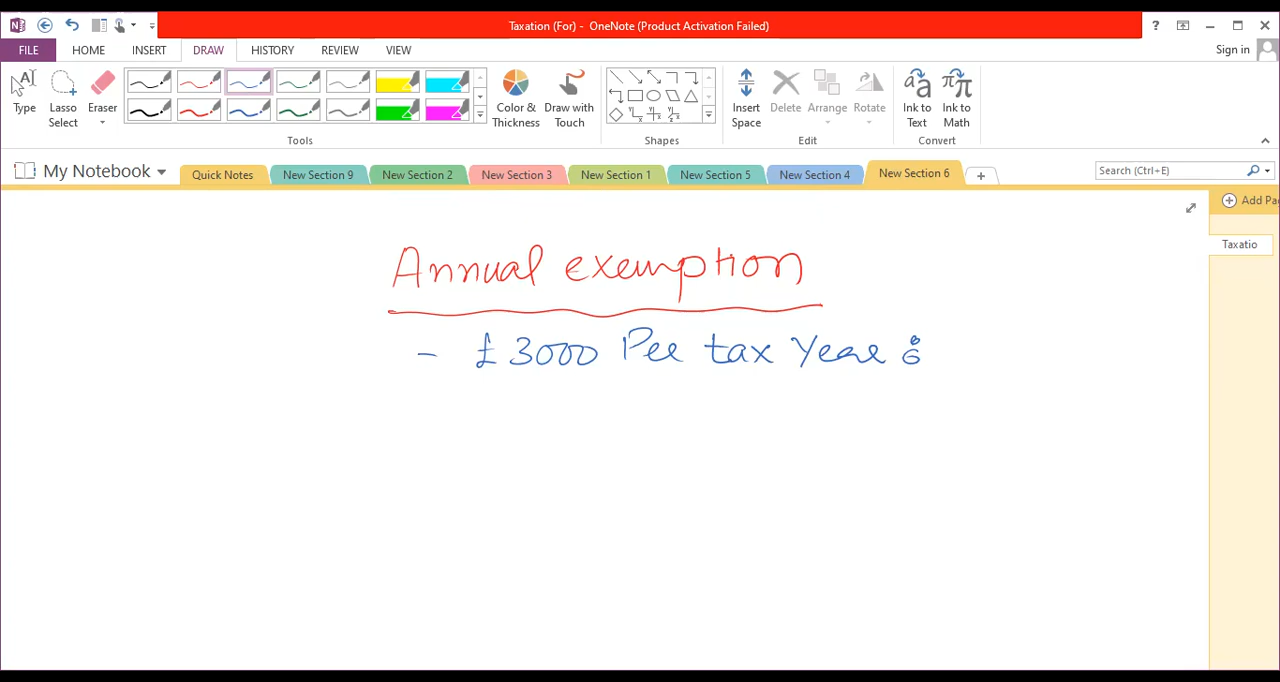 Taxation (For) - OneNote (Product Activation Failed)
FILE HOME INSERT DRAW HISTORY REVIEW VIEW
Sign in
Type
Lasso Select
Eraser
Color & Thickness
Draw with Touch
Insert Space
Delete
Arrange
Rotate
Ink to Text
Ink to Math
Tools
Shapes
Edit
Convert
My Notebook
Quick Notes
New Section 9
New Section 2
New Section 3
New Section 1
New Section 5
New Section 4
New Section 6
Search (Ctrl+E)
Add Pa
Taxatio
Annual exemption
- £3000 Per tax Year